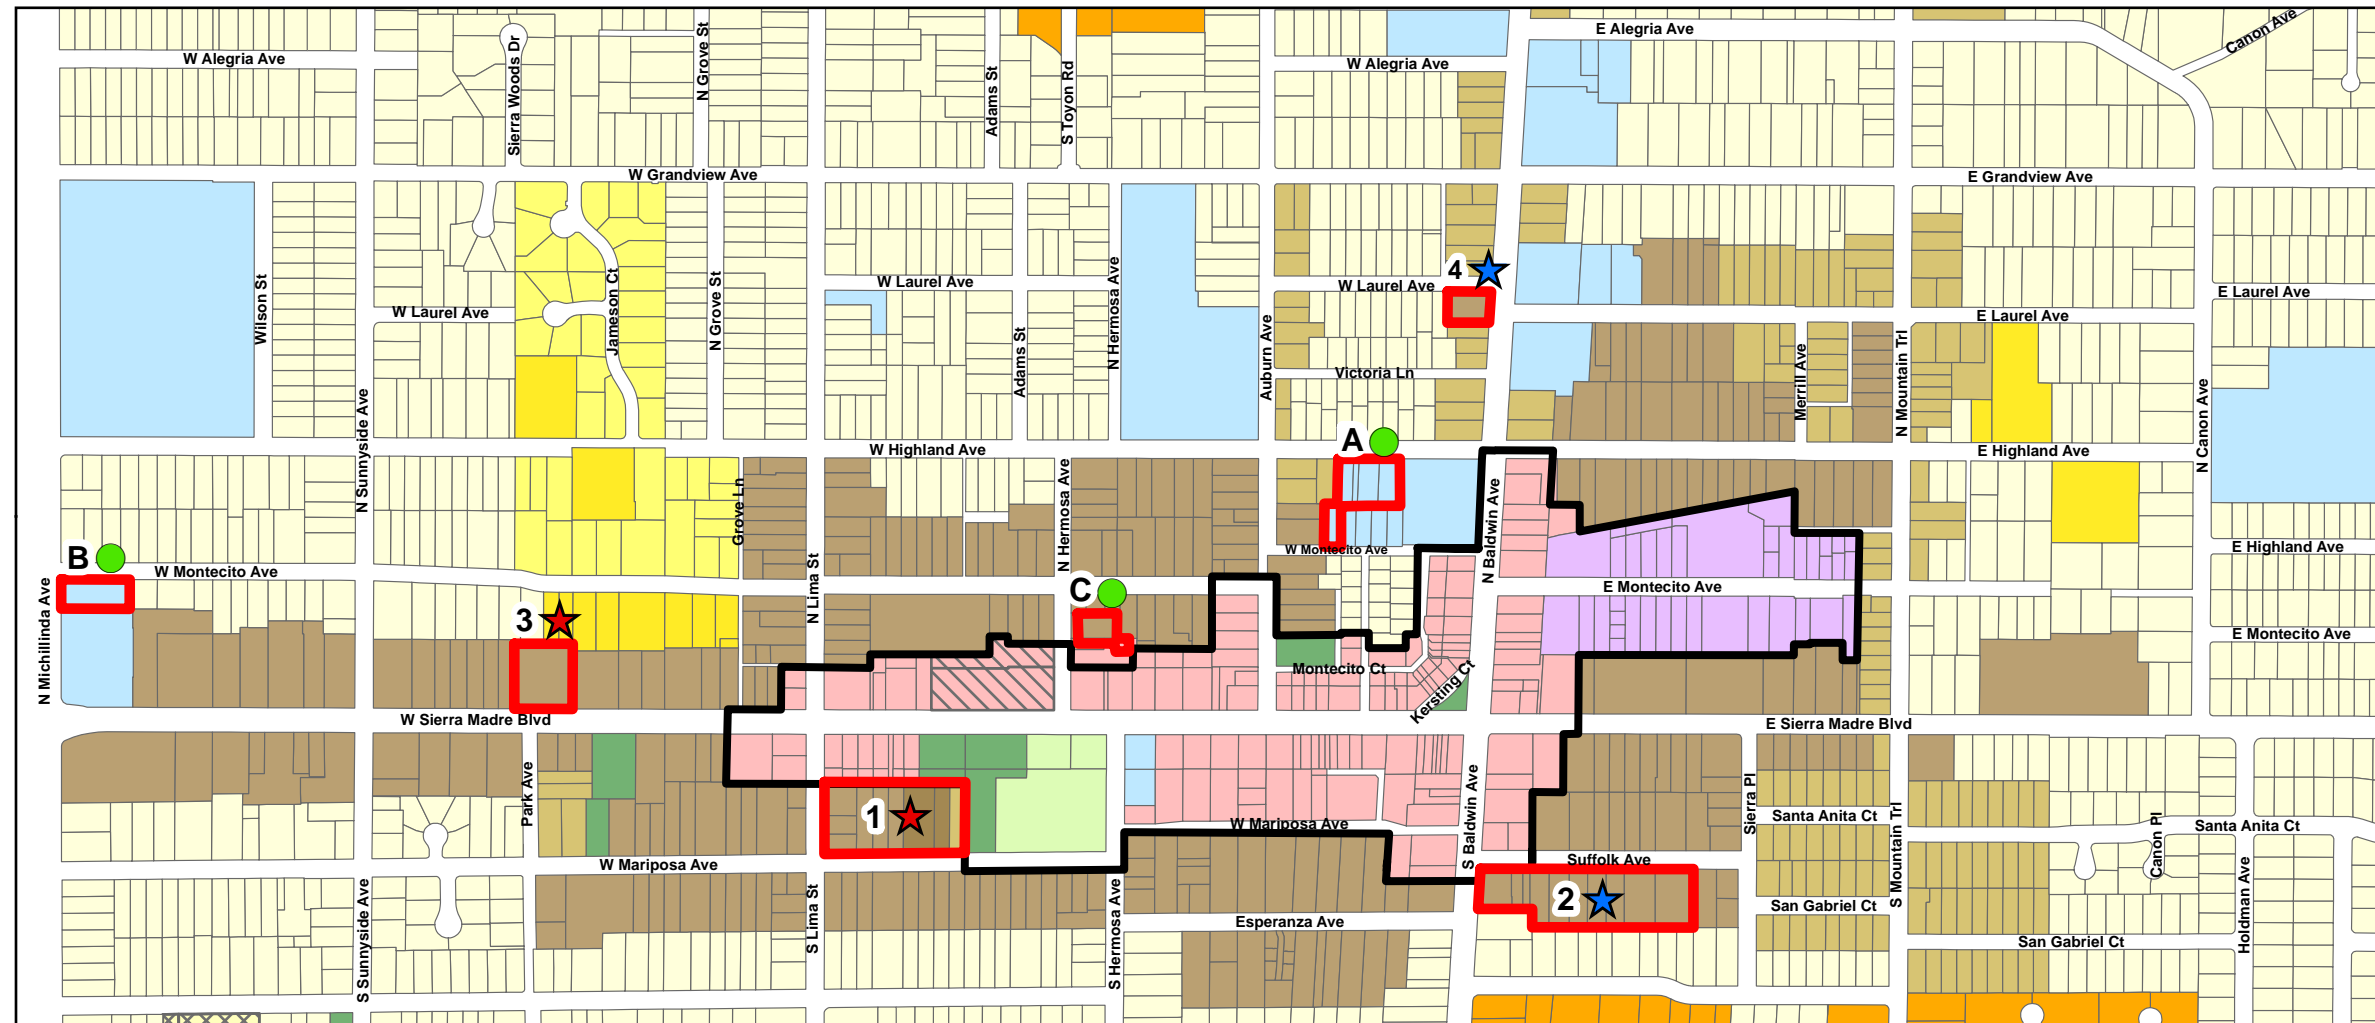 E Alegria Ave
Canon Ave
W Alegria Ave
W Alegria Ave
Sierra Woods Dr
N Grove St
Adams St
S Toyon Rd
W Grandview Ave
E Grandview Ave
4
W Laurel Ave
W Laurel Ave
E Laurel Ave
W Laurel Ave
E Laurel Ave
Wilson St
Jameson Ct
N Grove St
Adams St
N Hermosa Ave
Auburn Ave
Victoria Ln
Merrill Ave
N Mountain Trl
N Canon Ave
N Sunnyside Ave
A
W Highland Ave
E Highland Ave
Grove Ln
N Hermosa Ave
N Baldwin Ave
B
W Montecito Ave
E Highland Ave
W Montecito Ave
N Lima St
C
E Montecito Ave
N Michillinda Ave
3
E Montecito Ave
Montecito Ct
Kersting Ct
W Sierra Madre Blvd
E Sierra Madre Blvd
Park Ave
1
S Baldwin Ave
Sierra Pl
Santa Anita Ct
W Mariposa Ave
Santa Anita Ct
Canon Pl
W Mariposa Ave
Suffolk Ave
S Mountain Trl
2
San Gabriel Ct
S Sunnyside Ave
S Lima St
S Hermosa Ave
Esperanza Ave
Holdman Ave
San Gabriel Ct